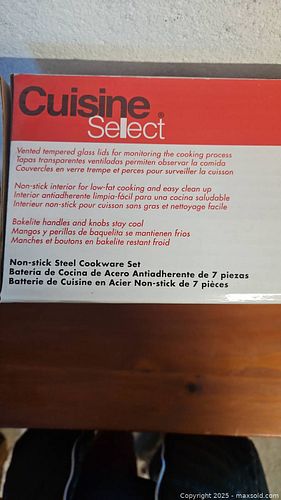 Cuisine®
Select
Vented tempered glass lids for monitoring the cooking process
Tapas transparentes ventiladas permiten observar la comida
Couvercles en verre trempe et perces pour surveiller la cuisson
Non-stick interior for low-fat cooking and easy clean up
Interior antiadherente limpia-fácil para una cocina saludable
Interieur non-stick pour cuisson sans gras et nettoyage facile
Bakelite handles and knobs stay cool
Mangos y perillas de baquelita se mantienen frios
Manches et boutons en bakelite restant froid
Non-stick Steel Cookware Set
Bateria de Cocina de Acero Antiadherente de 7 piezas
Batterie de Cuisine en Acier Non-stick de 7 pièces
Copyright 2025 - maxsold.com